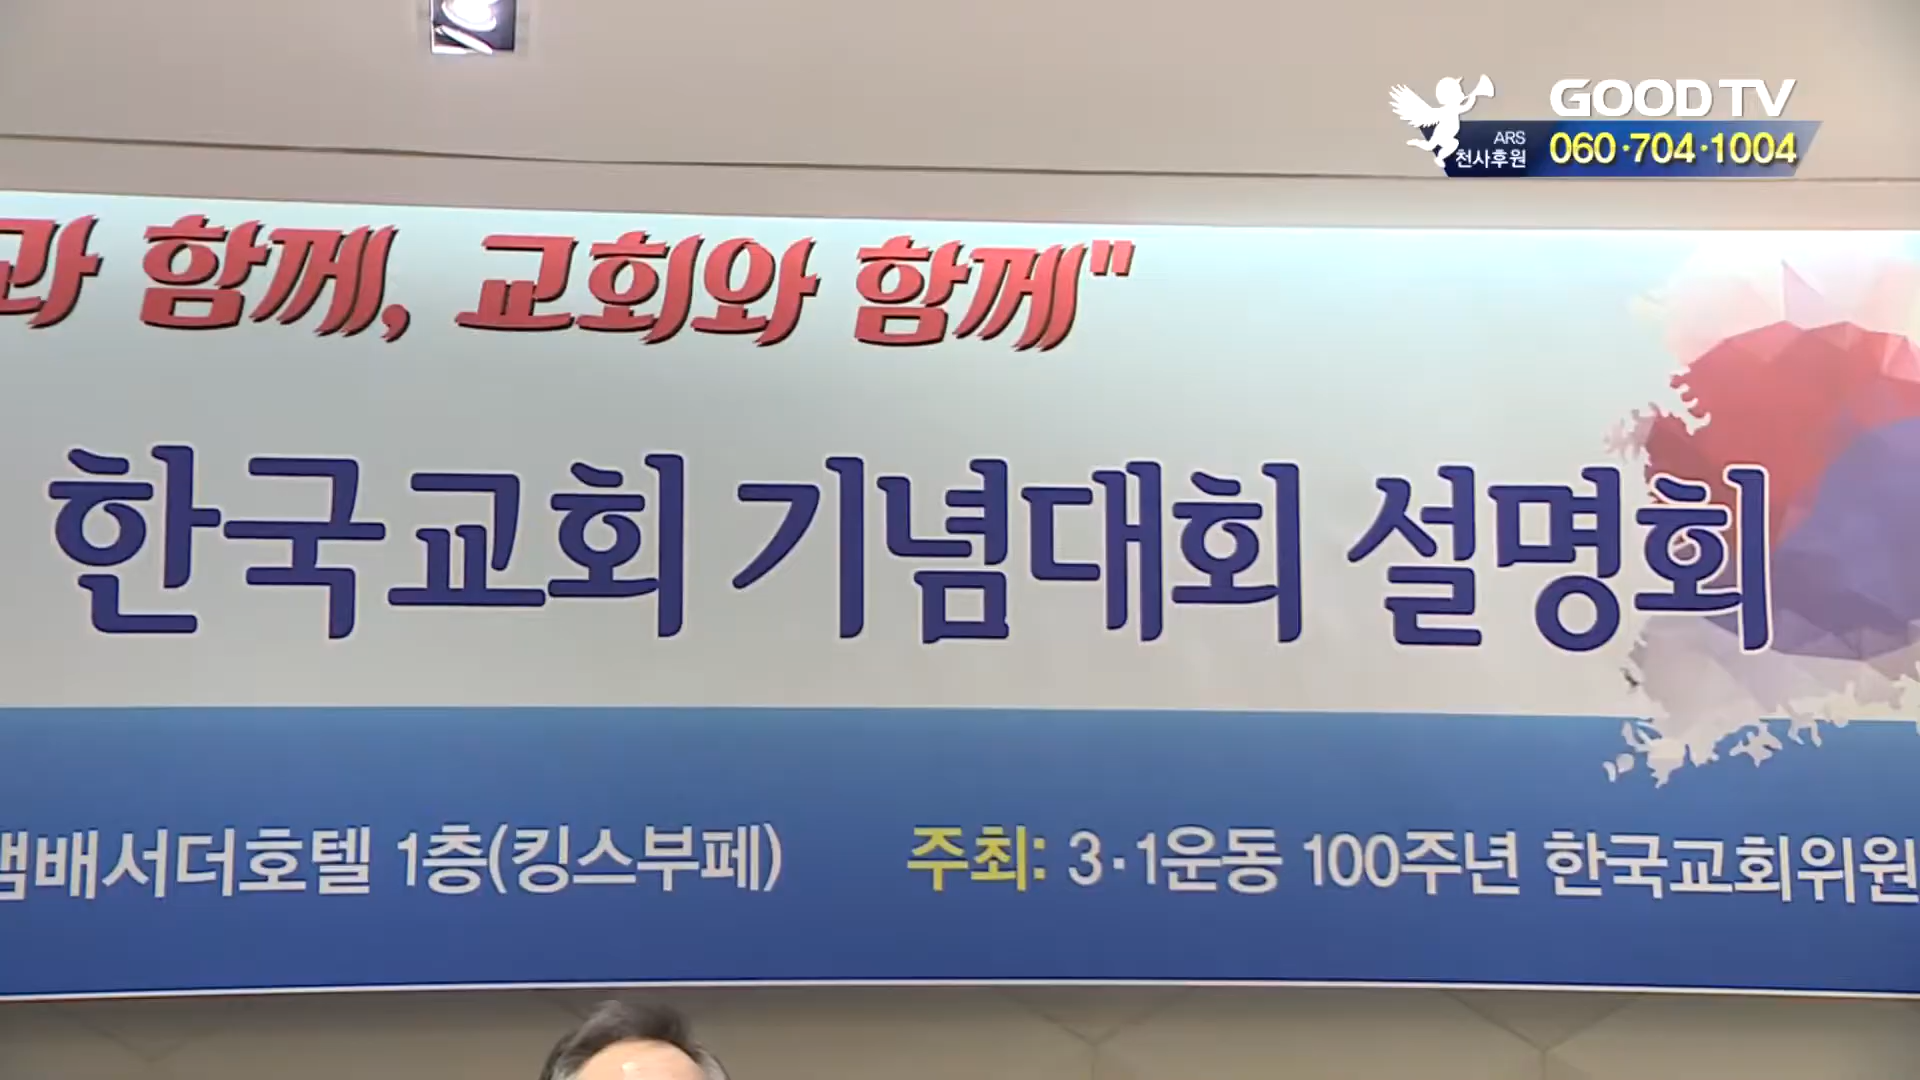 GOOD TV
ARS
천사후원 060·704·1004
과 함께, 교회와 함께"
한국교회 기념대회 설명회
배서더호텔 1층(킹스부페) 주최: 3·1운동 100주년 한국교회위원